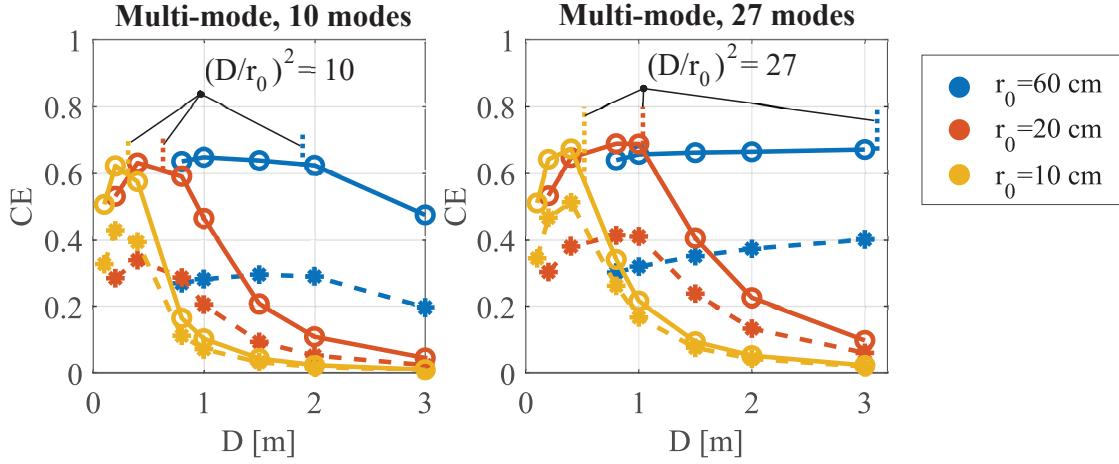 Multi-mode, 10 modes
Multi-mode, 27 modes
1
0.8
0.6
0.4
0.2
0
0
1
2
3
CE
D [m]
(D/r₀)² = 10
1
0.8
0.6
0.4
0.2
0
0
1
2
3
CE
D [m]
(D/r₀)² = 27
r₀=60 cm
r₀=20 cm
r₀=10 cm